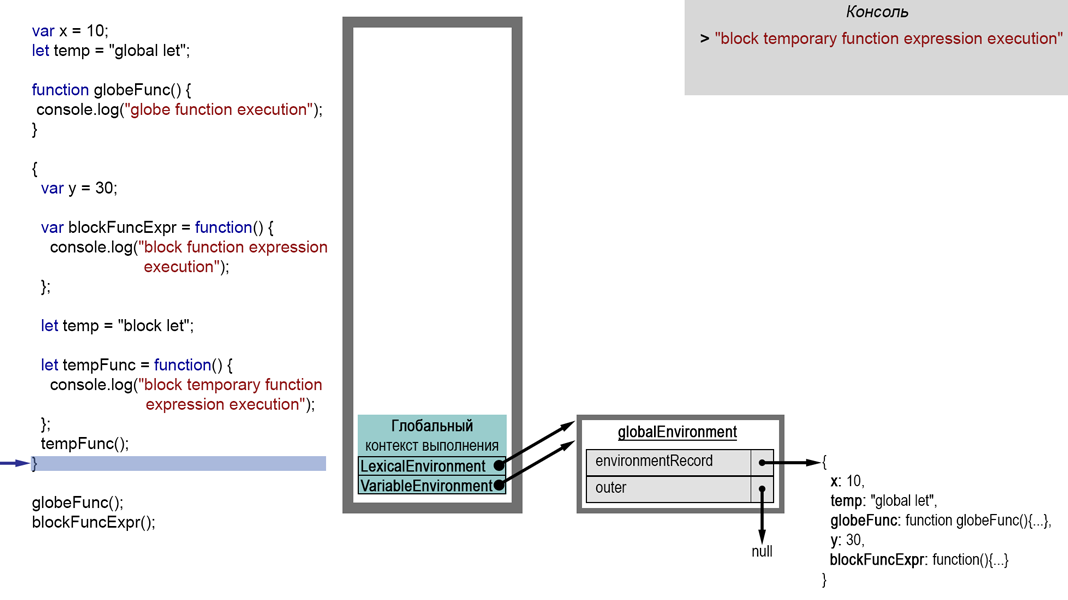 var x = 10;
let temp = "global let";
function globeFunc() {
console.log("globe function execution");
}
{
var y = 30;
var blockFuncExpr = function() {
console.log("block function expression
execution");
};
let temp = "block let";
let tempFunc = function() {
console.log("block temporary function
expression execution");
};
tempFunc();
}
globeFunc();
blockFuncExpr();
Глобальный
контекст выполнения
LexicalEnvironment
VariableEnvironment
globalEnvironment
environmentRecord
outer
null
{
x: 10,
temp: "global let",
globeFunc: function globeFunc(){...},
y: 30,
blockFuncExpr: function(){...}
}
Консоль
> "block temporary function expression execution"